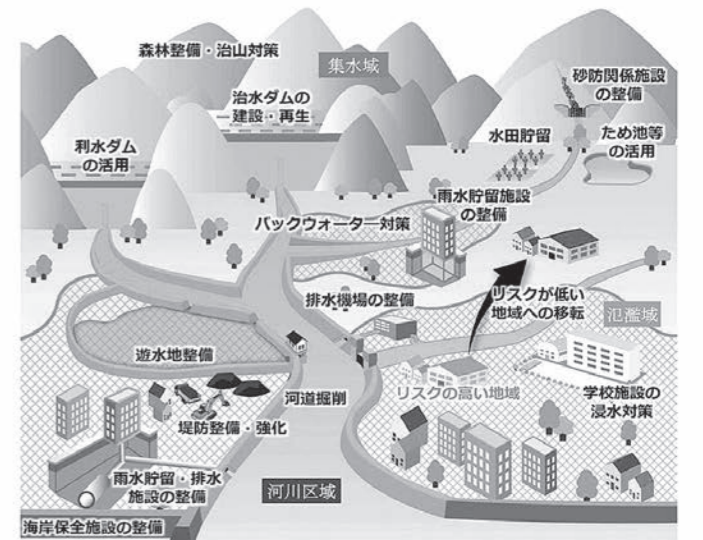 森林整備・治山対策
集水域
砂防関係施設
の整備
治水ダムの
建設・再生
水田貯留
ため池等
の活用
利水ダム
の活用
雨水貯留施設
の整備
バックウォーター対策
排水機場の整備
リスクが低い
地域への移転
氾濫域
遊水地整備
河道掘削
リスクの高い地域
学校施設の
浸水対策
堤防整備・強化
雨水貯留・排水
施設の整備
河川区域
海岸保全施設の整備